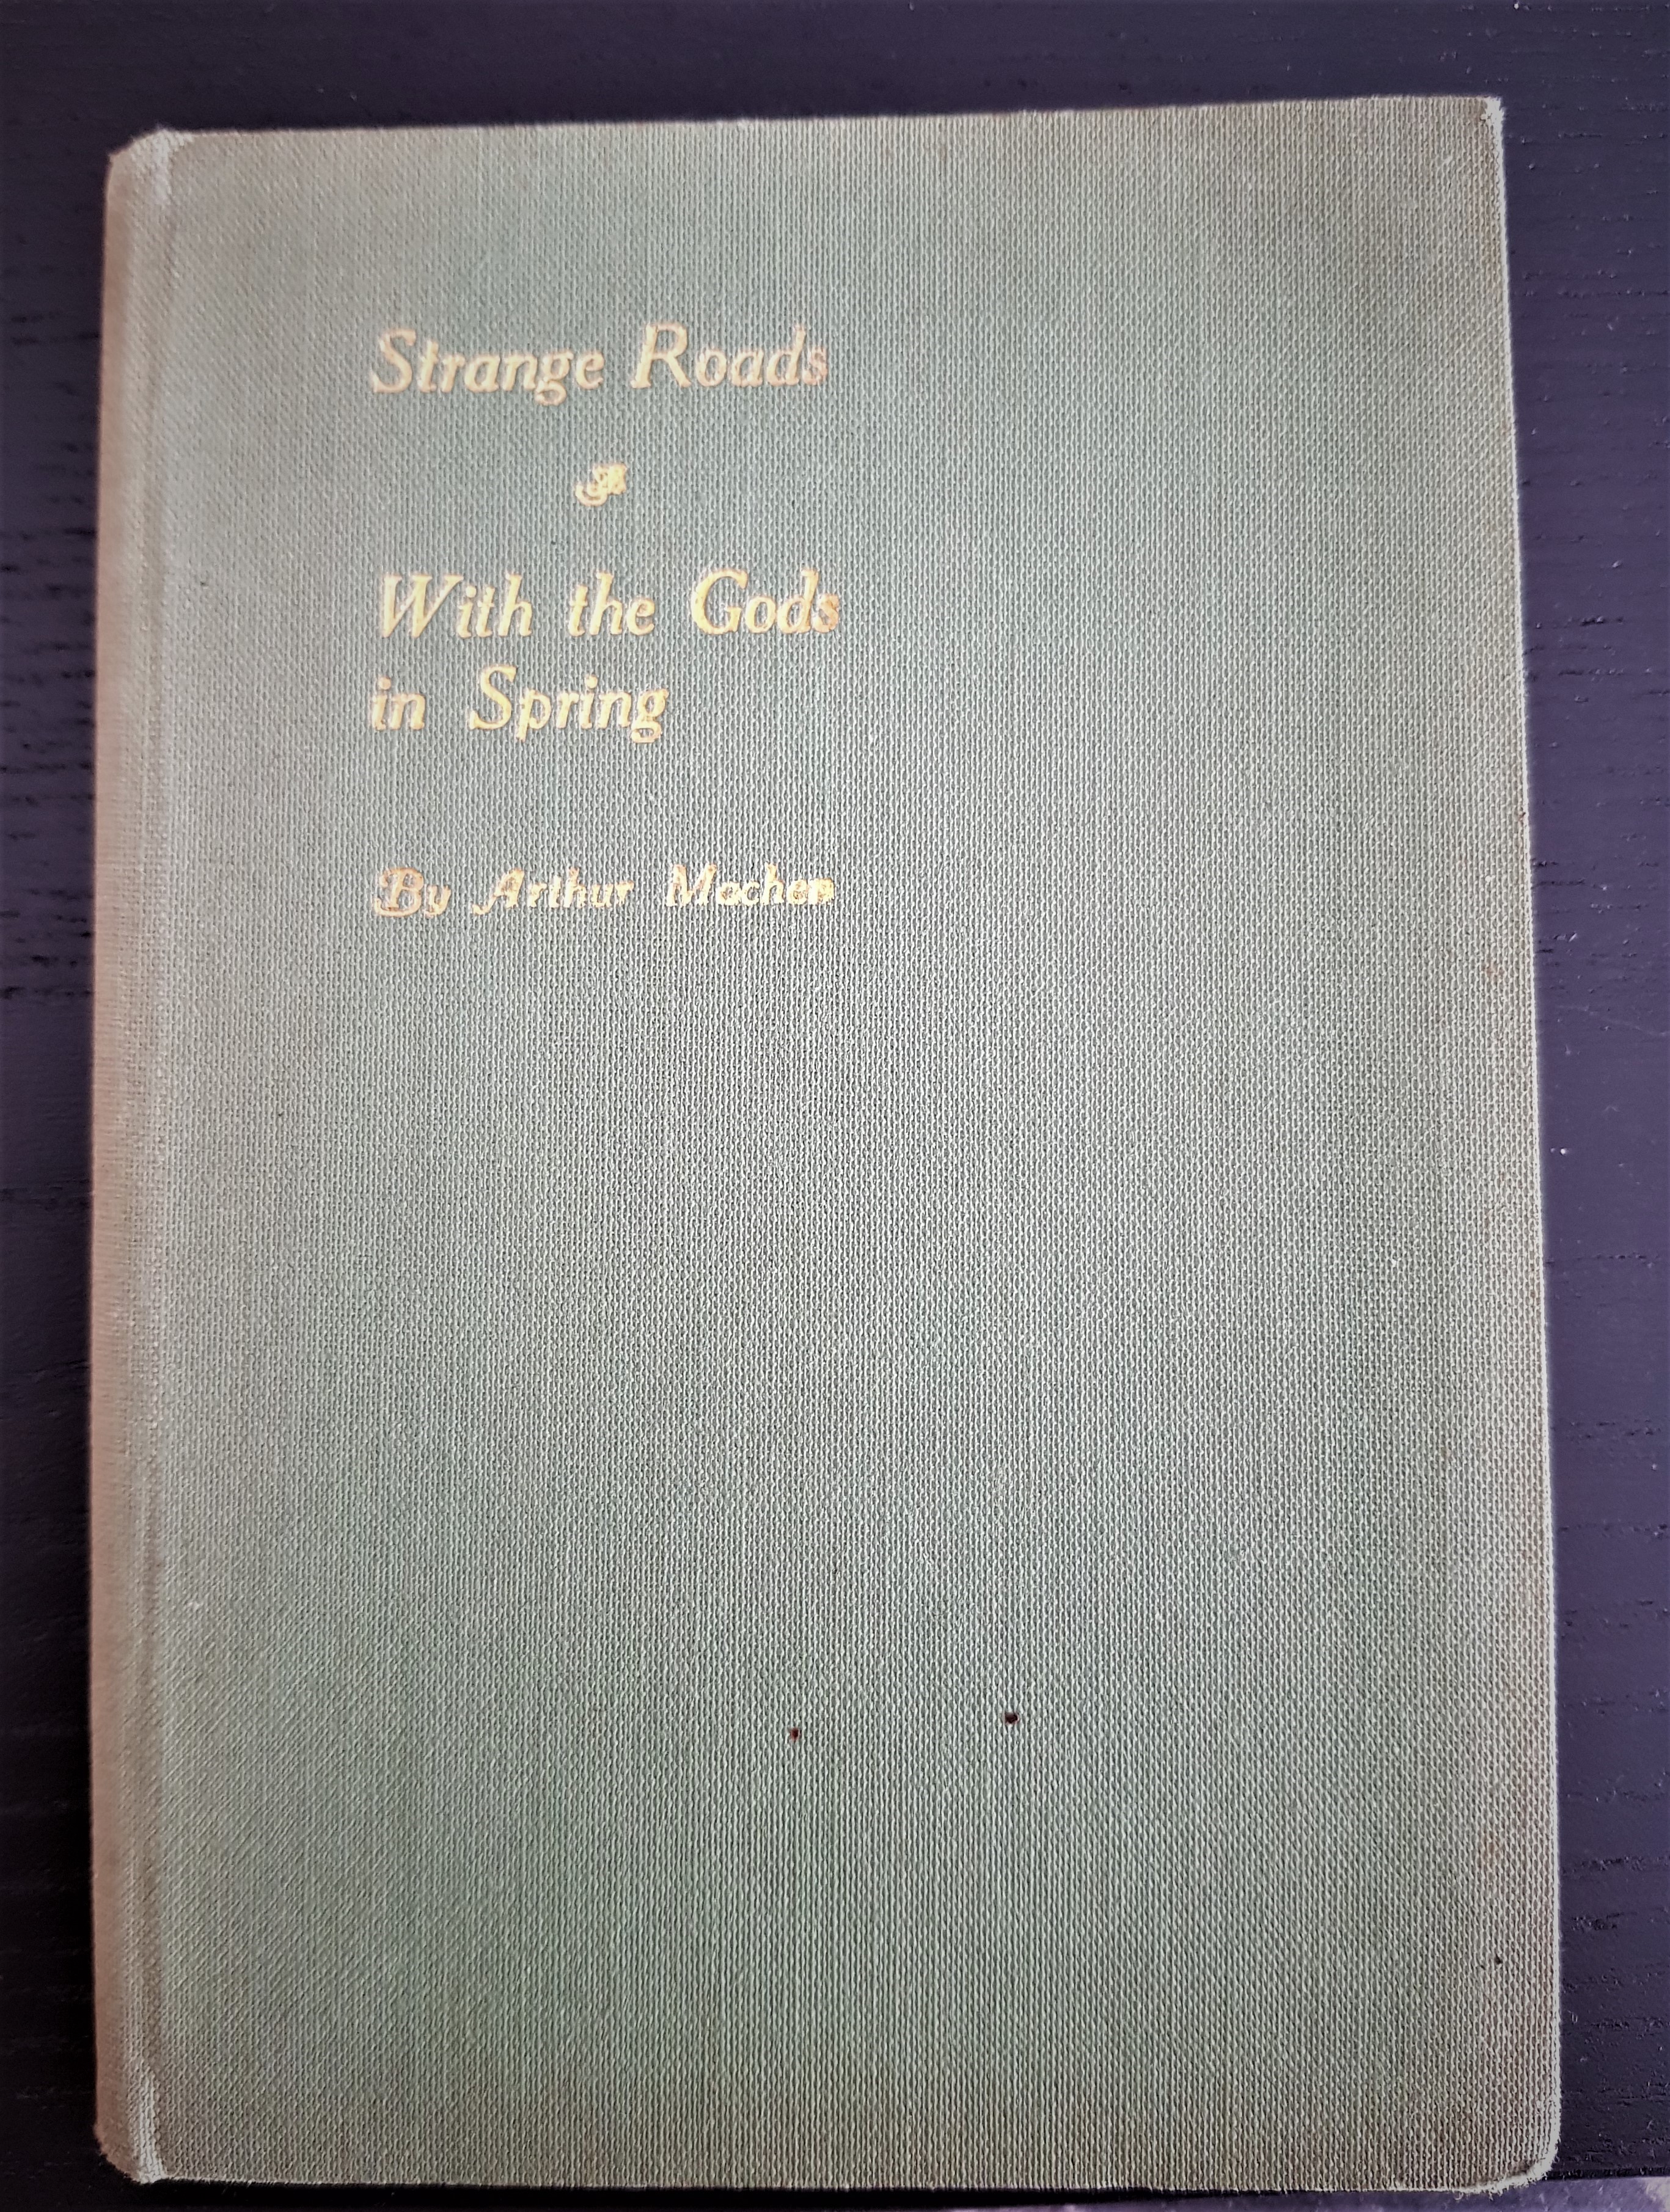 Strange Roads
With the Gods
in Spring
By Arthur Machen